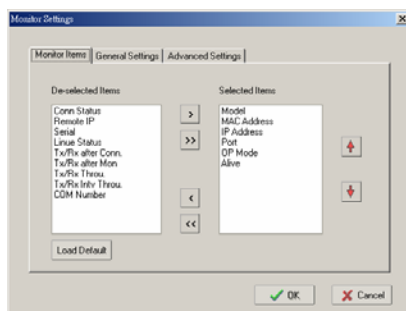 Monitor Settings
Monitor Items General Settings Advanced Settings
De-selected Items
Conn Status
Remote IP
Serial
Linue Status
Tx/Rx after Conn.
Tx/Rx after Mon
Tx/Rx Throu.
Tx/Rx Intv Throu.
COM Number
>
>>
<
<<
Selected Items
Model
MAC Address
IP Address
Port
OP Mode
Alive
Load Default
OK Cancel